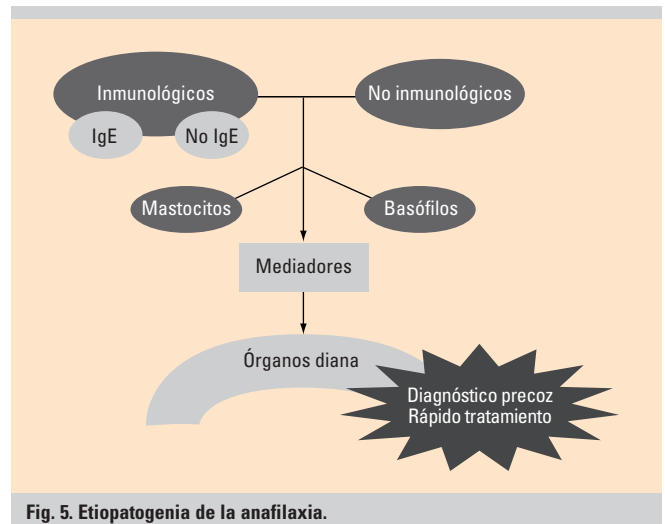 Inmunológicos
No inmunológicos
IgE
No IgE
Mastocitos
Basófilos
Mediadores
Órganos diana
Diagnóstico precoz
Rápido tratamiento
Fig. 5. Etiopatogenia de la anafilaxia.